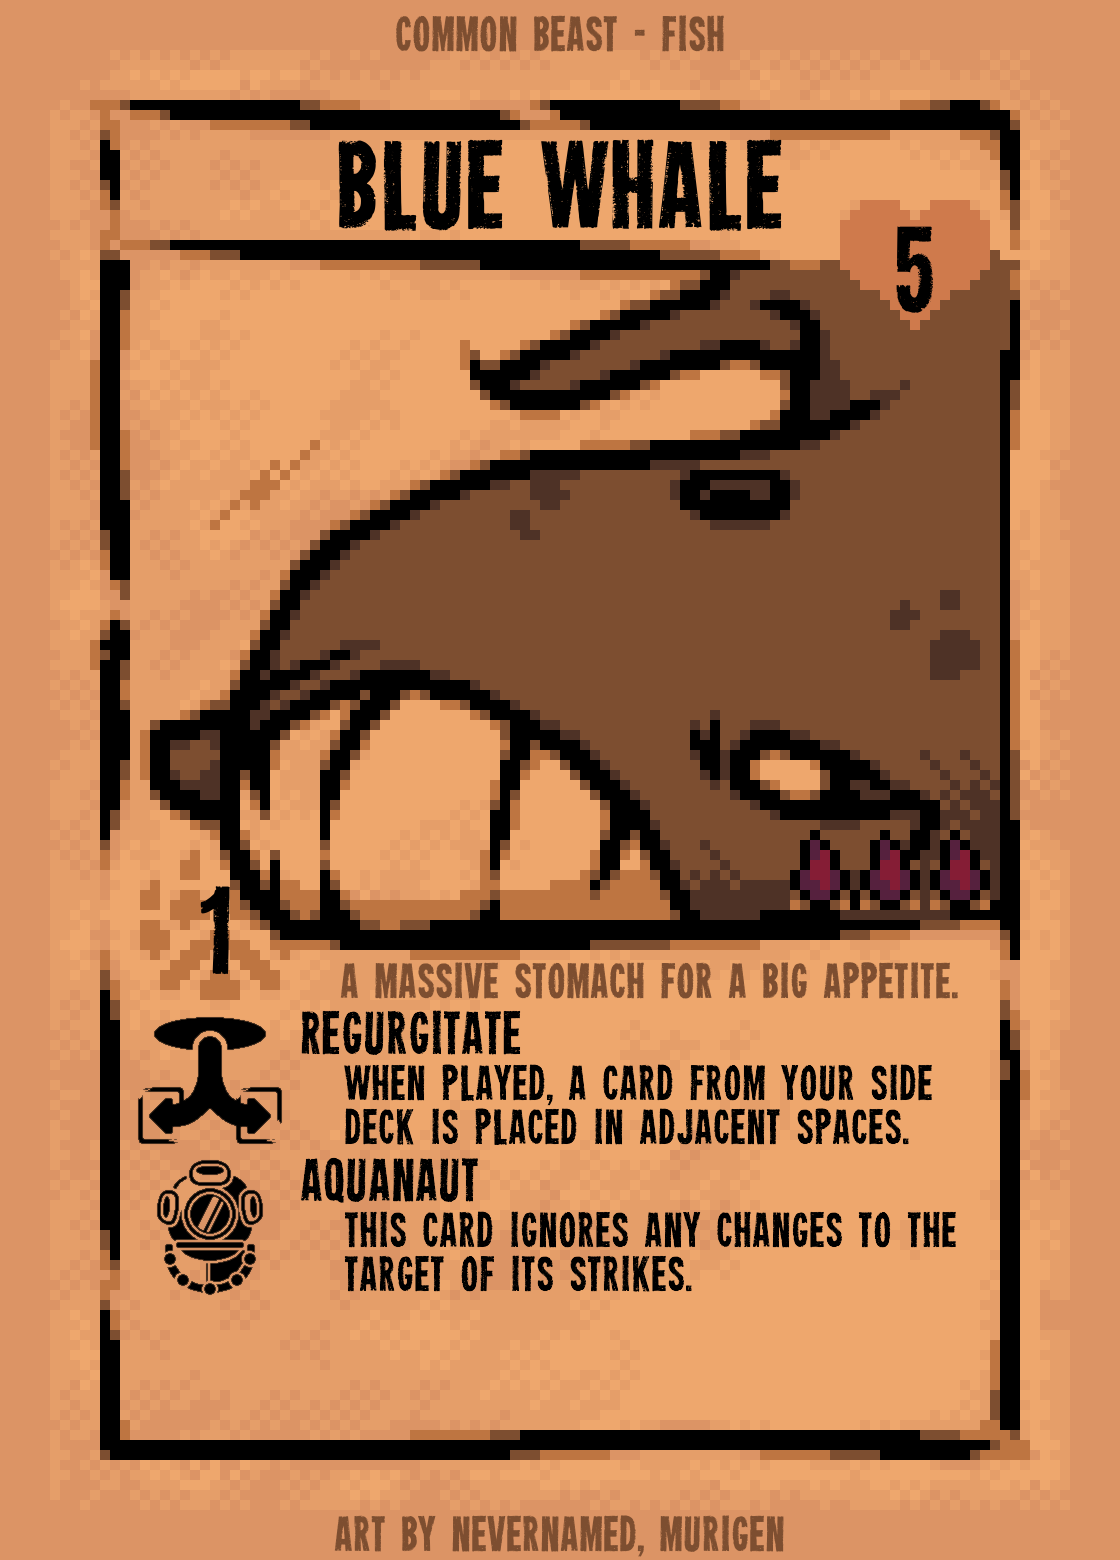 COMMON BEAST - FISH
BLUE WHALE
5
1
A MASSIVE STOMACH FOR A BIG APPETITE.
REGURGITATE
WHEN PLAYED, A CARD FROM YOUR SIDE
DECK IS PLACED IN ADJACENT SPACES.
AQUANAUT
THIS CARD IGNORES ANY CHANGES TO THE
TARGET OF ITS STRIKES.
ART BY NEVERNAMED, MURIGEN